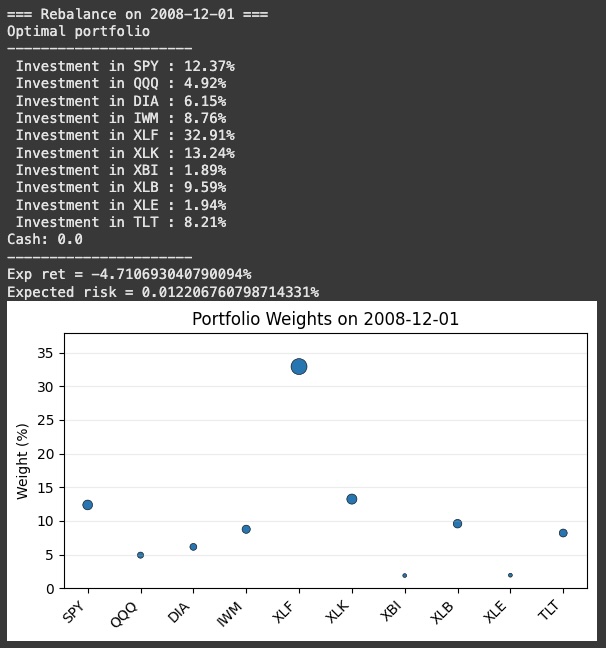 === Rebalance on 2008-12-01 ===
Optimal portfolio
----------------------
Investment in SPY : 12.37%
Investment in QQQ : 4.92%
Investment in DIA : 6.15%
Investment in IWM : 8.76%
Investment in XLF : 32.91%
Investment in XLK : 13.24%
Investment in XBI : 1.89%
Investment in XLB : 9.59%
Investment in XLE : 1.94%
Investment in TLT : 8.21%
Cash: 0.0
----------------------
Exp ret = -4.710693040790094%
Expected risk = 0.012206760798714331%
Portfolio Weights on 2008-12-01
Weight (%)
35
30
25
20
15
10
5
0
SPY
QQQ
DIA
IWM
XLF
XLK
XBI
XLB
XLE
TLT